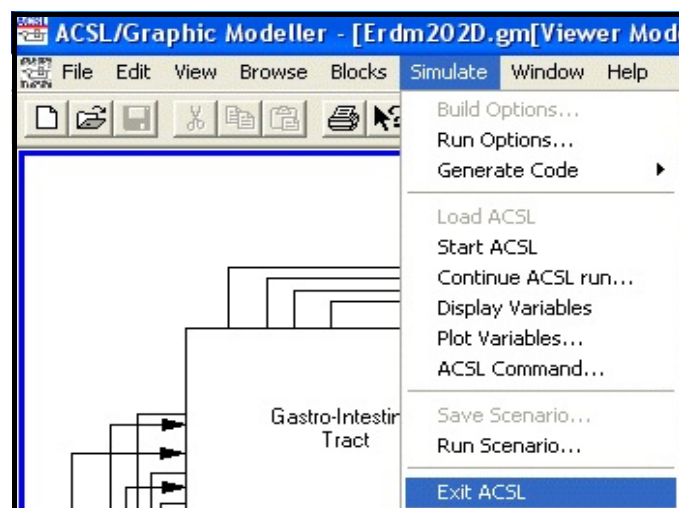 ACSL/Graphic Modeller - [Erdm202D.gm[Viewer Mod
File Edit View Browse Blocks Simulate Window Help
Build Options...
Run Options...
Generate Code
Load ACSL
Start ACSL
Continue ACSL run...
Display Variables
Plot Variables...
ACSL Command...
Gastro-Intestin
Tract
Save Scenario...
Run Scenario...
Exit ACSL